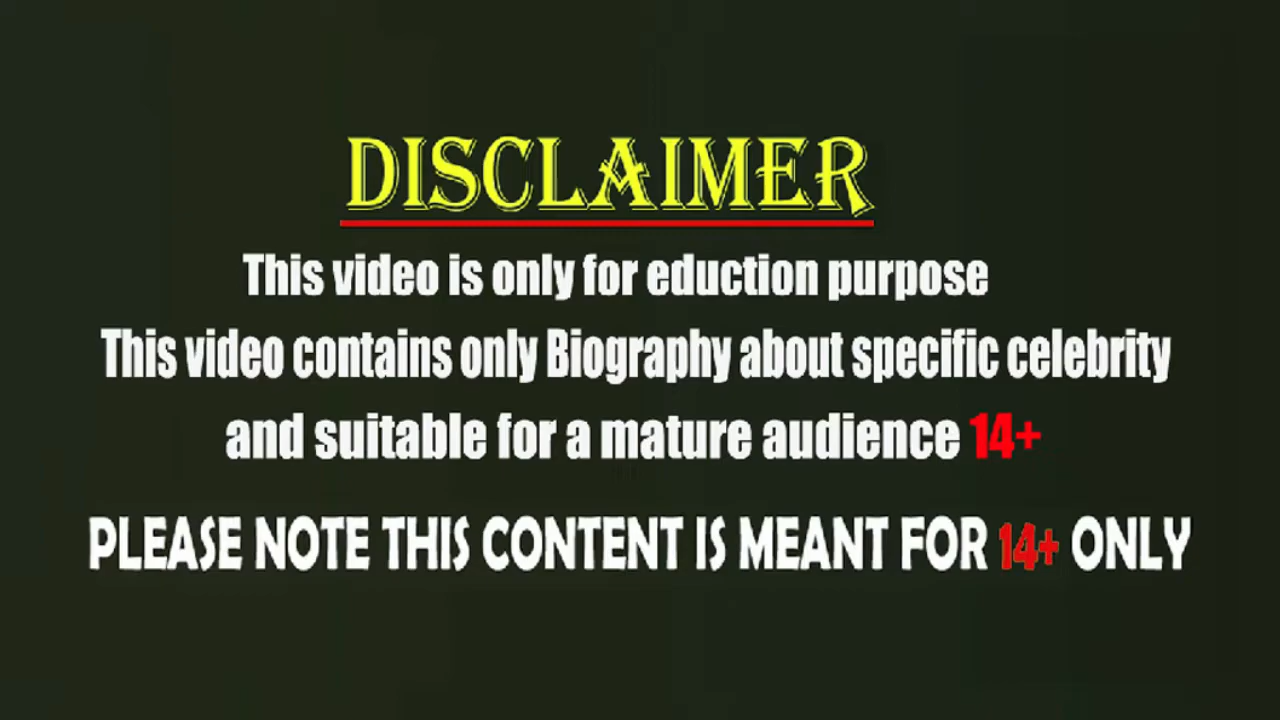 DISCLAIMER
This video is only for eduction purpose
This video contains only Biography about specific celebrity
and suitable for a mature audience 14+
PLEASE NOTE THIS CONTENT IS MEANT FOR 14+ ONLY